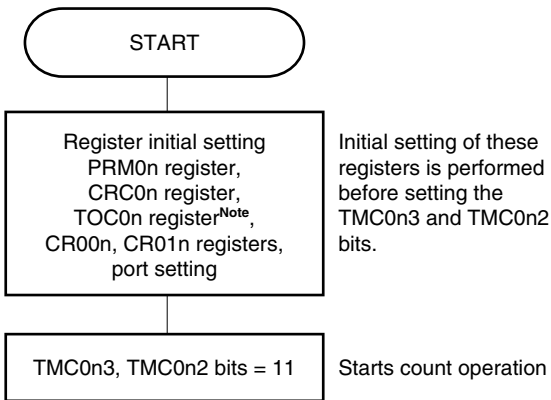 START
Register initial setting
PRM0n register,
CRC0n register,
TOC0n registerNote,
CR00n, CR01n registers,
port setting
Initial setting of these
registers is performed
before setting the
TMC0n3 and TMC0n2
bits.
TMC0n3, TMC0n2 bits = 11
Starts count operation